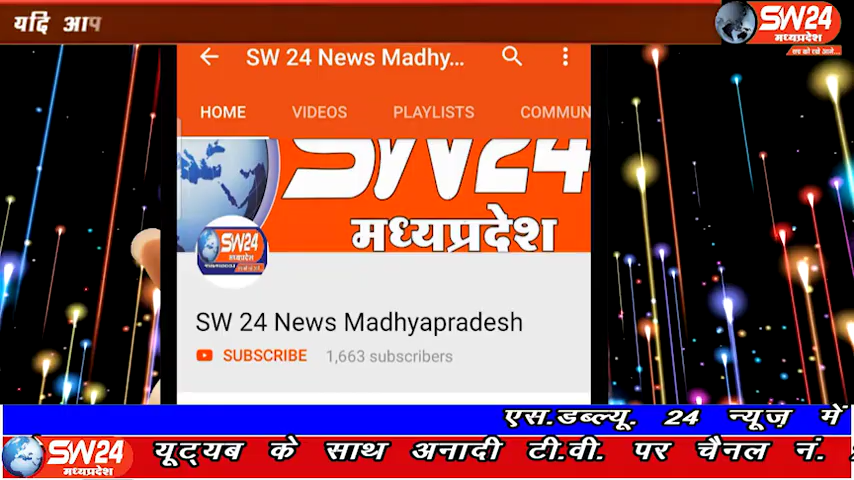 यदि आप
SW24
मध्यप्रदेश
SW 24 News Madhy...
HOME VIDEOS PLAYLISTS COMMUN
SW24
मध्यप्रदेश
SW24
मध्यप्रदेश
SW 24 News Madhyapradesh
SUBSCRIBE 1,663 subscribers
एस.डब्ल्यू. 24 न्यूज़ में
SW24
मध्यप्रदेश
यूट्यब के साथ अनादी टी.वी. पर चैनल नं.